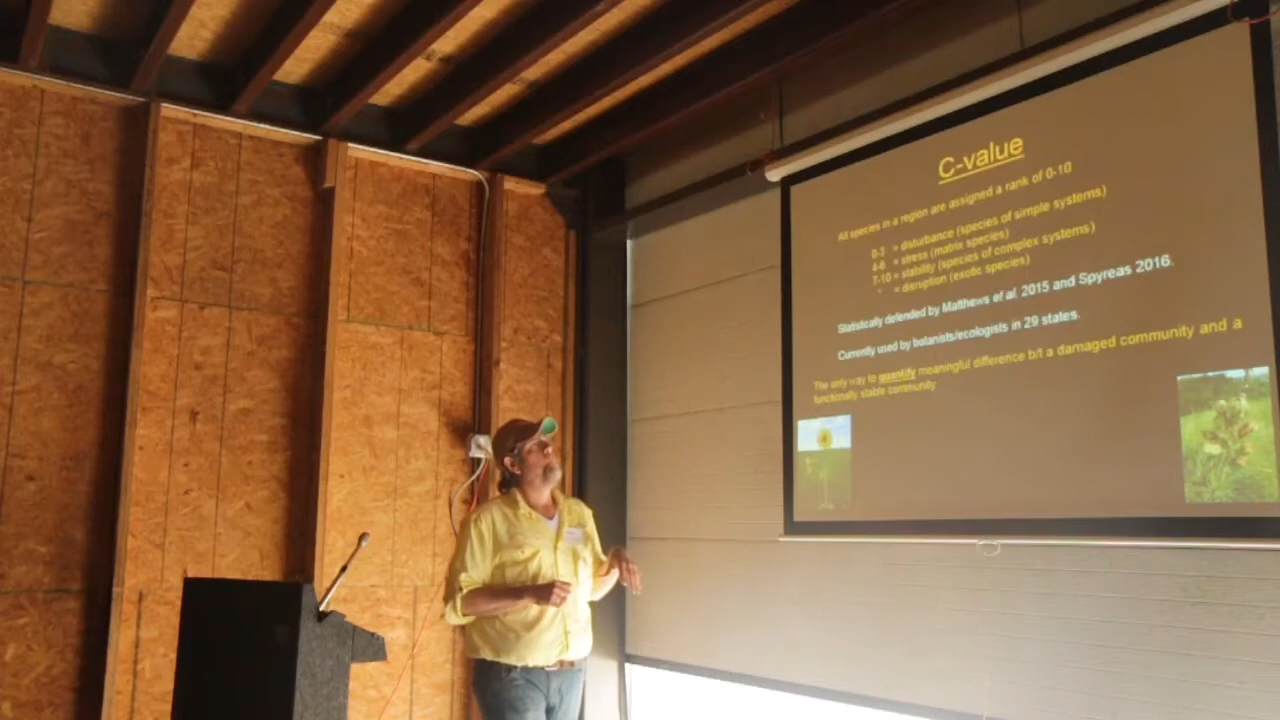 C-value
All species in a region are assigned a rank of 0-10
0-3 = disturbance (species of simple systems)
4-6 = stress (matrix species)
7-10 = stability (species of complex systems)
* = disruption (exotic species)
Statistically defended by Matthews et al. 2015 and Spyreas 2016.
Currently used by botanists/ecologists in 29 states.
The only way to quantify meaningful difference b/t a damaged community and a
functionally stable community